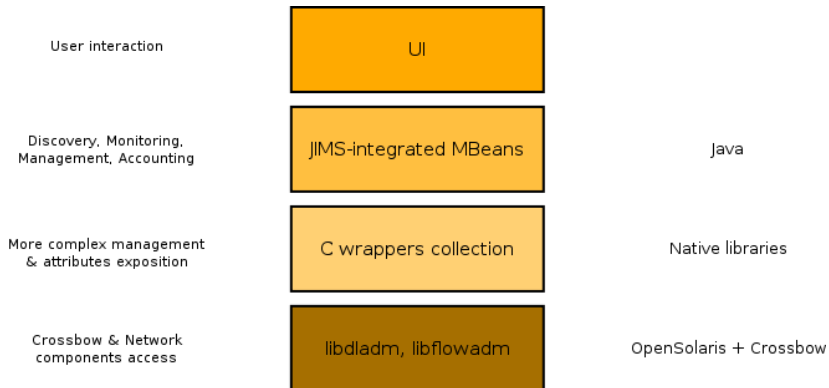 User interaction
UI
Discovery, Monitoring,
Management, Accounting
JIMS-integrated MBeans
Java
More complex management
& attributes exposition
C wrappers collection
Native libraries
Crossbow & Network
components access
libdladm, libflowadm
OpenSolaris + Crossbow